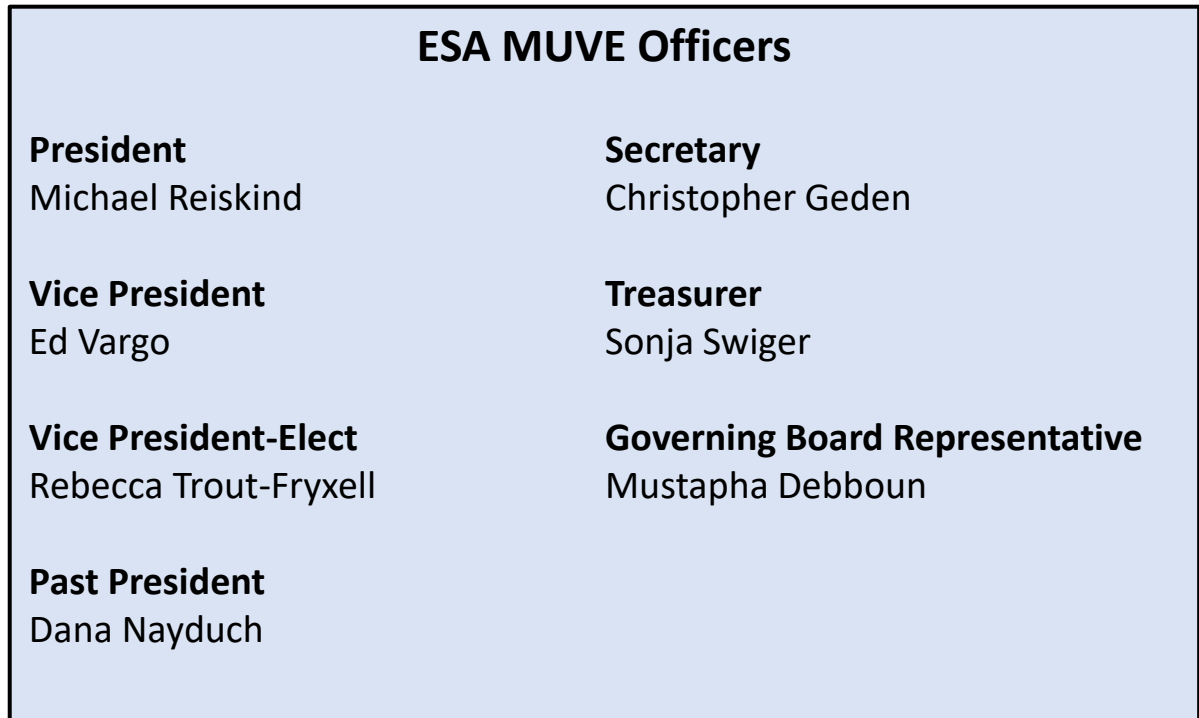 ESA MUVE Officers
President
Michael Reiskind
Vice President
Ed Vargo
Vice President-Elect
Rebecca Trout-Fryxell
Past President
Dana Nayduch
Secretary
Christopher Geden
Treasurer
Sonja Swiger
Governing Board Representative
Mustapha Debboun